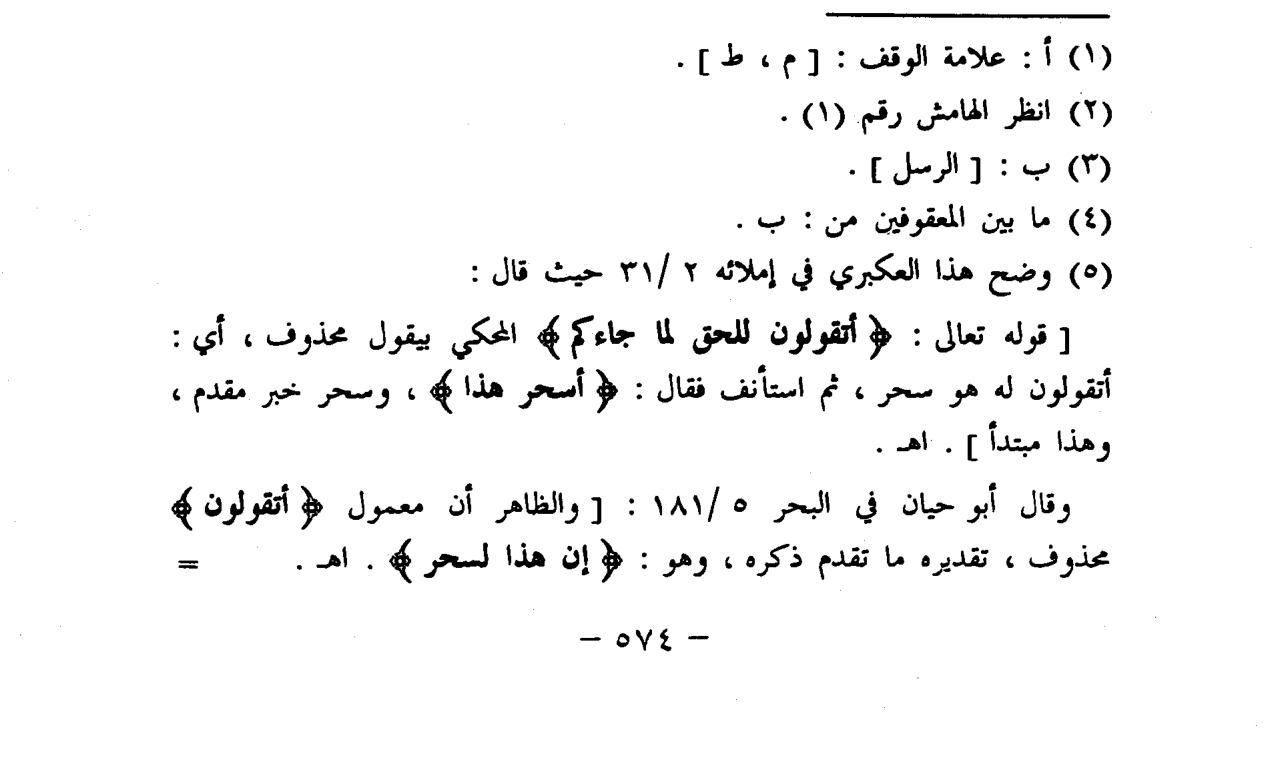 (١) أ : علامة الوقف : [ م ، ط ] .
(٢) انظر الهامش رقم (١) .
(٣) ب : [ الرسل ] .
(٤) ما بين المعقوفين من : ب .
(٥) وضح هذا العكبري في إملائه ٢ /٣١ حيث قال :
[ قوله تعالى : ﴿ أتقولون للحق لما جاءكم ﴾ المحكي بيقول محذوف ، أي :
أتقولون له هو سحر ، ثم استأنف فقال : ﴿ أسحر هذا ﴾ ، وسحر خبر مقدم ،
وهذا مبتدأ ] . اهـ .
وقال أبو حيان في البحر ٥ /١٨١ : [ والظاهر أن معمول ﴿ أتقولون ﴾
محذوف ، تقديره ما تقدم ذكره ، وهو : ﴿ إن هذا لسحر ﴾ . اهـ . =
– ٥٧٤ –